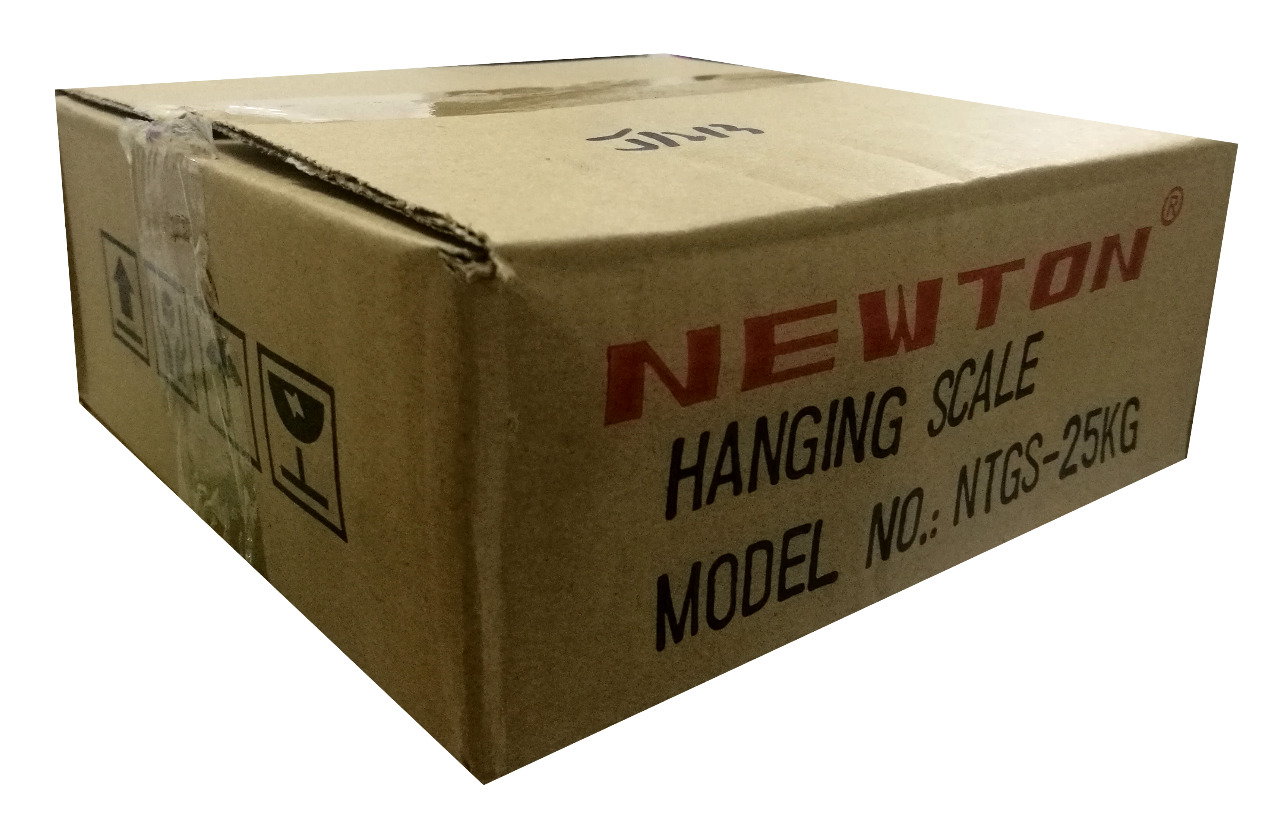 NEWTON®
HANGING SCALE
MODEL NO.: NTGS-25KG